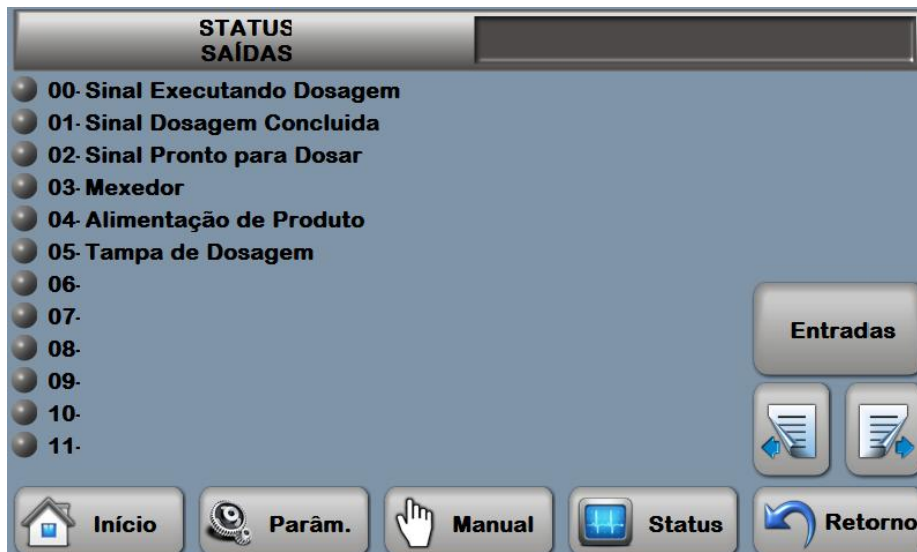 STATUS
SAÍDAS
00- Sinal Executando Dosagem
01- Sinal Dosagem Concluida
02- Sinal Pronto para Dosar
03- Mexedor
04- Alimentação de Produto
05- Tampa de Dosagem
06-
07-
08-
09-
10-
11-
Entradas
Início
Parâm.
Manual
Status
Retorno